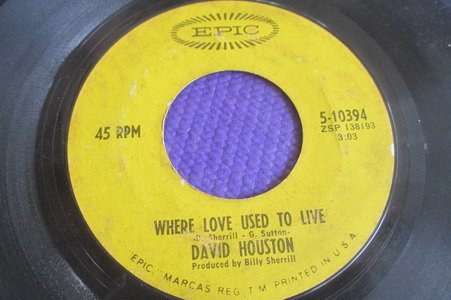 EPIC
45 RPM
5-10394
ZSP 138193
3:03
WHERE LOVE USED TO LIVE
-B. Sherrill - G. Sutton-
DAVID HOUSTON
Produced by Billy Sherrill
EPIC, MARCAS REG. T.M. PRINTED IN U.S.A.